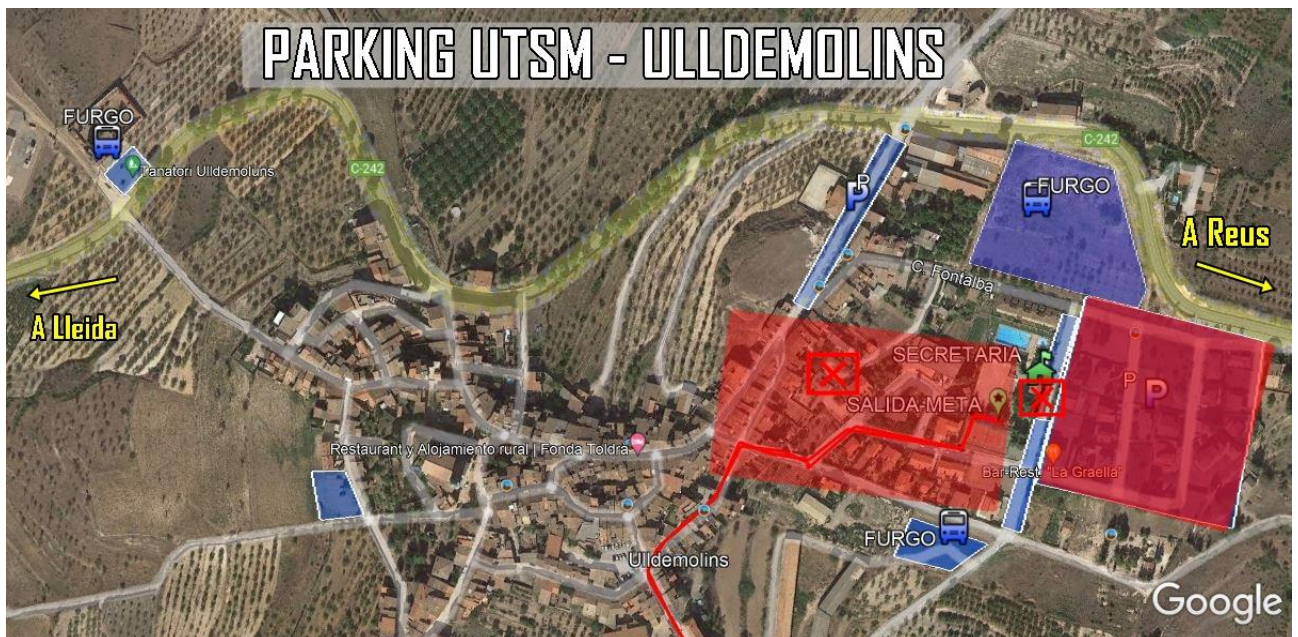 PARKING UTSM - ULLDEMOLINS
FURGO
Tanatori Ulldemoluns
C-242
C-242
P
P
FURGO
A Reus
A Lleida
C. Fontalba
SECRETARIA
SALIDA-META
P
P
Restaurant y Alojamiento rural | Fonda Toldrà
Bar-Rest. "La Graella"
FURGO
Ulldemolins
Google